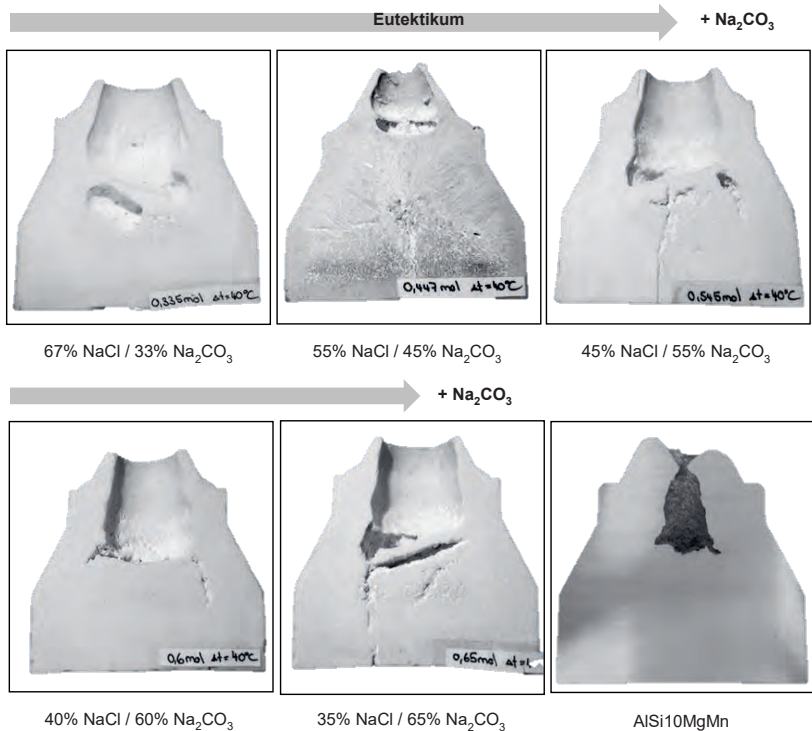 Eutektikum
+ Na₂CO₃
0,335mol Δt=40°C
0,447mol Δt=40°C
0,545mol Δt=40°C
67% NaCl / 33% Na₂CO₃
55% NaCl / 45% Na₂CO₃
45% NaCl / 55% Na₂CO₃
+ Na₂CO₃
0,6mol Δt=40°C
0,65mol Δt=
40% NaCl / 60% Na₂CO₃
35% NaCl / 65% Na₂CO₃
AlSi10MgMn